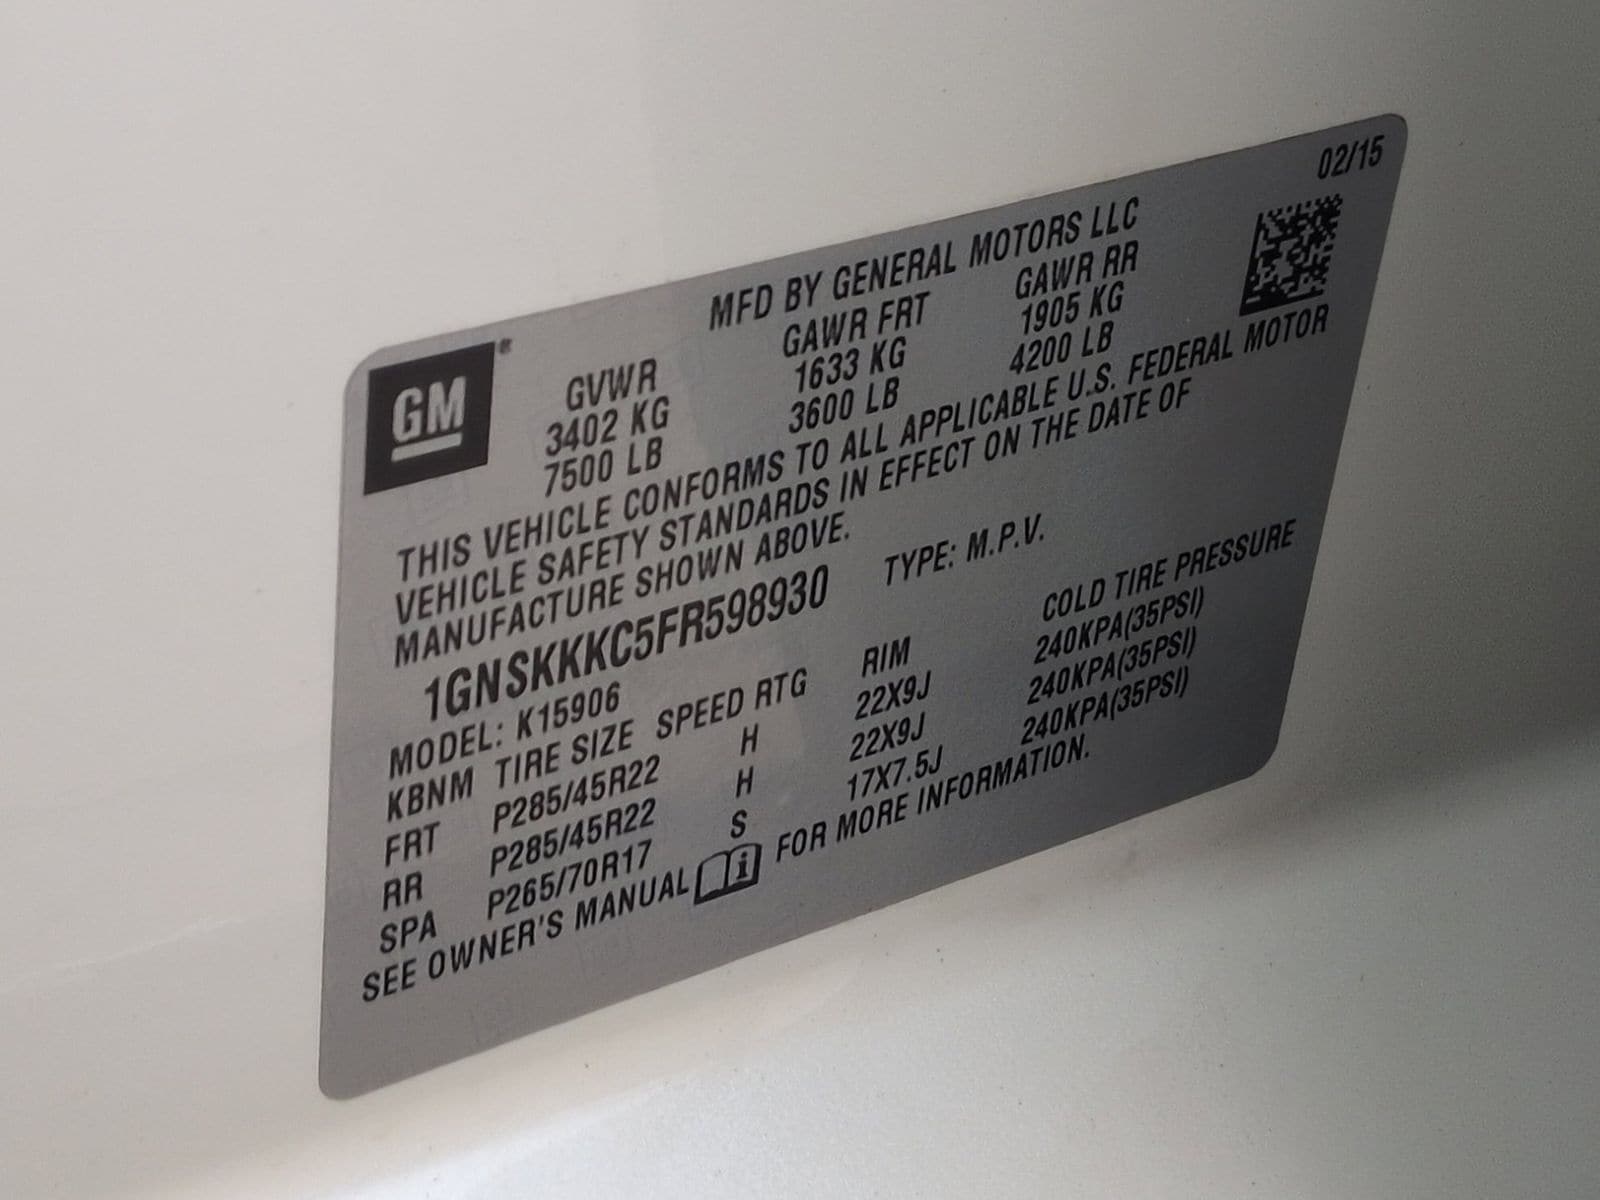 02/15
MFD BY GENERAL MOTORS LLC
GM®
GVWR GAWR FRT GAWR RR
3402 KG 1633 KG 1905 KG
7500 LB 3600 LB 4200 LB
THIS VEHICLE CONFORMS TO ALL APPLICABLE U.S. FEDERAL MOTOR
VEHICLE SAFETY STANDARDS IN EFFECT ON THE DATE OF
MANUFACTURE SHOWN ABOVE.
1GNSKKKC5FR598930 TYPE: M.P.V.
MODEL: K15906
KBNM TIRE SIZE SPEED RTG RIM COLD TIRE PRESSURE
FRT P285/45R22 H 22X9J 240KPA(35PSI)
RR P285/45R22 H 22X9J 240KPA(35PSI)
SPA P265/70R17 S 17X7.5J 240KPA(35PSI)
SEE OWNER'S MANUAL i FOR MORE INFORMATION.